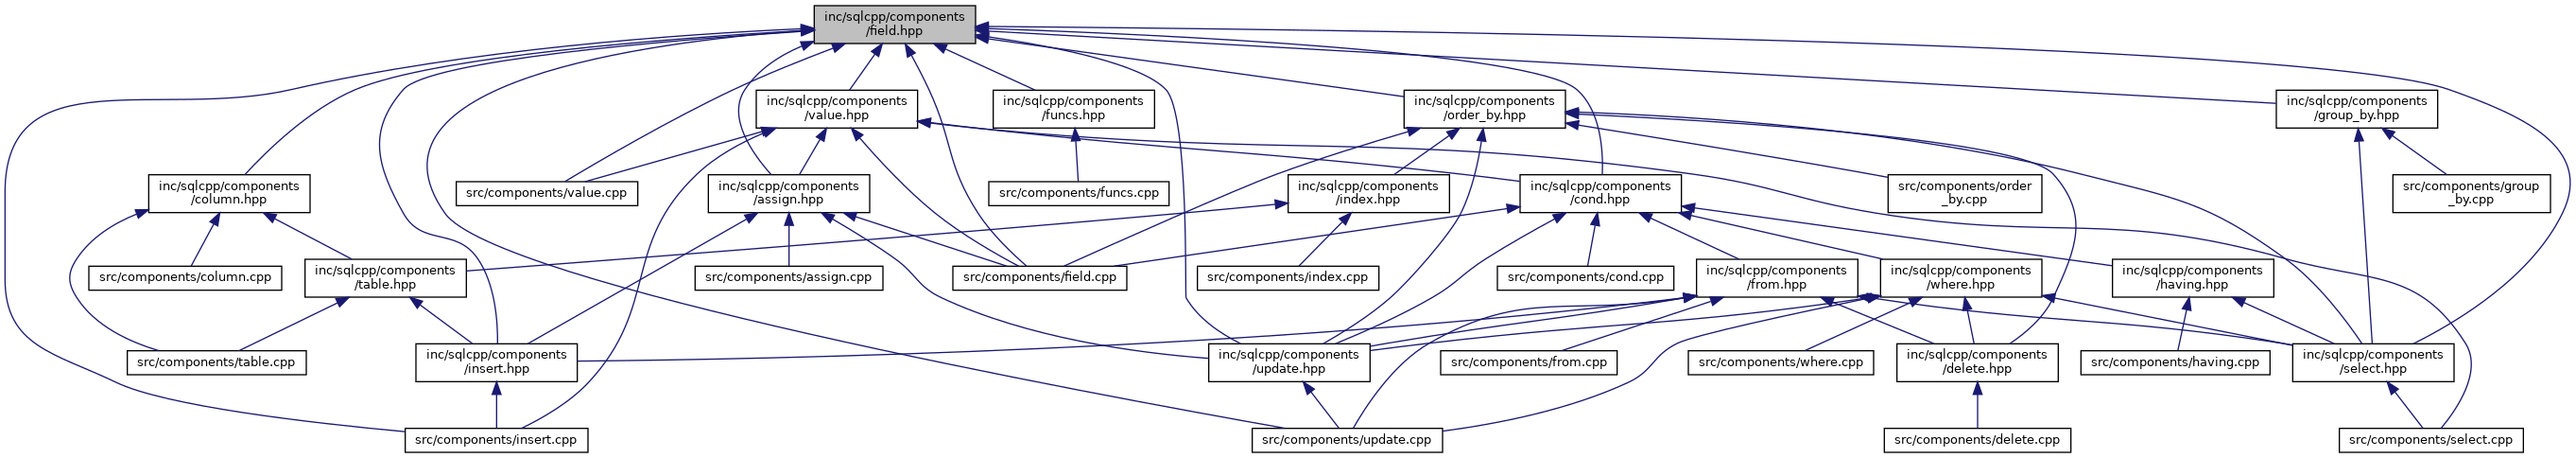 inc/sqlcpp/components
/field.hpp
inc/sqlcpp/components
/value.hpp
inc/sqlcpp/components
/funcs.hpp
inc/sqlcpp/components
/order_by.hpp
inc/sqlcpp/components
/group_by.hpp
inc/sqlcpp/components
/column.hpp
src/components/value.cpp
inc/sqlcpp/components
/assign.hpp
src/components/funcs.cpp
inc/sqlcpp/components
/index.hpp
inc/sqlcpp/components
/cond.hpp
src/components/order
_by.cpp
src/components/group
_by.cpp
src/components/column.cpp
inc/sqlcpp/components
/table.hpp
src/components/assign.cpp
src/components/field.cpp
src/components/index.cpp
src/components/cond.cpp
inc/sqlcpp/components
/from.hpp
inc/sqlcpp/components
/where.hpp
inc/sqlcpp/components
/having.hpp
src/components/table.cpp
inc/sqlcpp/components
/insert.hpp
inc/sqlcpp/components
/update.hpp
src/components/from.cpp
src/components/where.cpp
inc/sqlcpp/components
/delete.hpp
src/components/having.cpp
inc/sqlcpp/components
/select.hpp
src/components/insert.cpp
src/components/update.cpp
src/components/delete.cpp
src/components/select.cpp